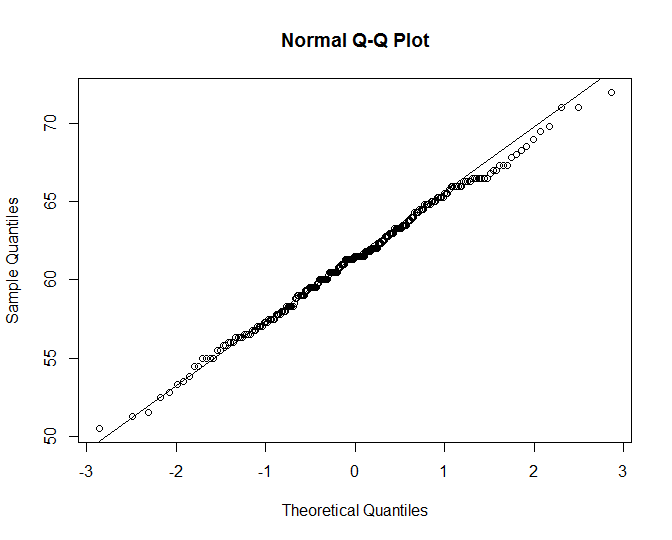 Normal Q-Q Plot
70
65
60
55
50
Sample Quantiles
-3 -2 -1 0 1 2 3
Theoretical Quantiles